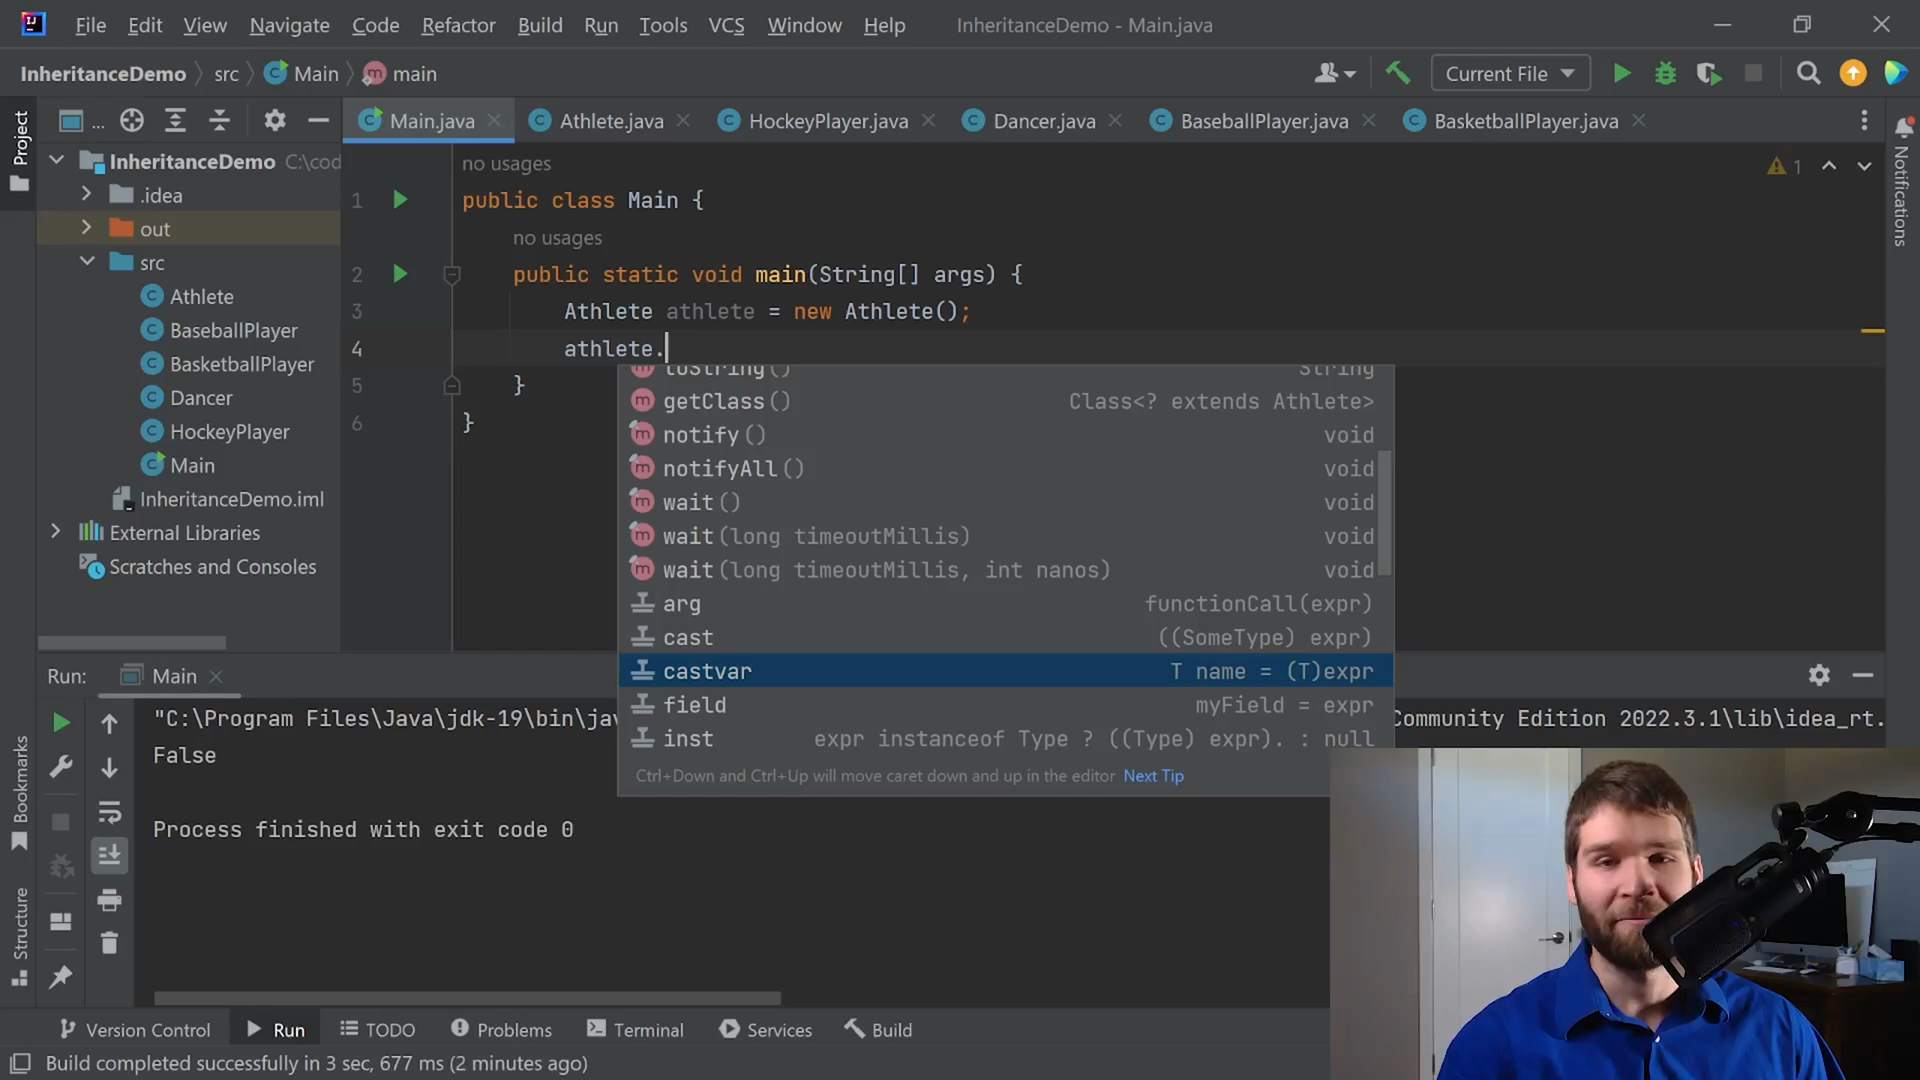 File Edit View Navigate Code Refactor Build Run Tools VCS Window Help InheritanceDemo - Main.java
InheritanceDemo src Main main Current File
Project ... Main.java Athlete.java HockeyPlayer.java Dancer.java BaseballPlayer.java BasketballPlayer.java
Notifications
InheritanceDemo C:\cod
.idea
out
src
Athlete
BaseballPlayer
BasketballPlayer
Dancer
HockeyPlayer
Main
InheritanceDemo.iml
External Libraries
Scratches and Consoles
no usages
1
1 public class Main {
no usages
2 public static void main(String[] args) {
3 Athlete athlete = new Athlete();
4 athlete.
5 }
6 }
toString() String
getClass() Class<? extends Athlete>
notify() void
notifyAll() void
wait() void
wait(long timeoutMillis) void
wait(long timeoutMillis, int nanos) void
arg functionCall(expr)
cast ((SomeType) expr)
castvar T name = (T)expr
field myField = expr
inst expr instanceof Type ? ((Type) expr). : null
Ctrl+Down and Ctrl+Up will move caret down and up in the editor Next Tip
Run: Main
"C:\Program Files\Java\jdk-19\bin\jav Community Edition 2022.3.1\lib\idea_rt.
False
Process finished with exit code 0
Bookmarks
Structure
Version Control Run TODO Problems Terminal Services Build
Build completed successfully in 3 sec, 677 ms (2 minutes ago)